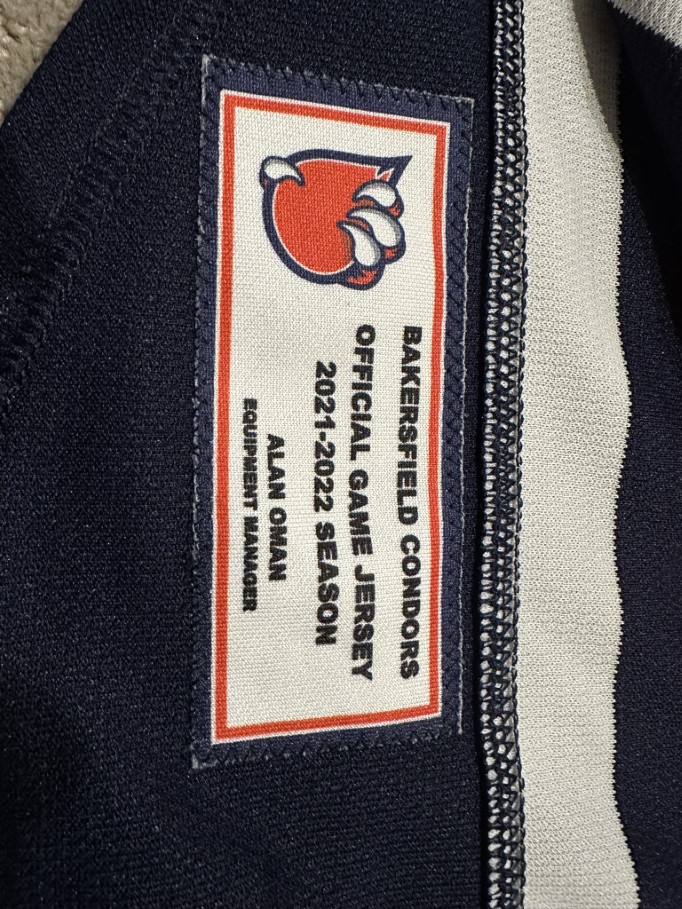 BAKERSFIELD CONDORS
OFFICIAL GAME JERSEY
2021-2022 SEASON
ALAN OMAN
EQUIPMENT MANAGER